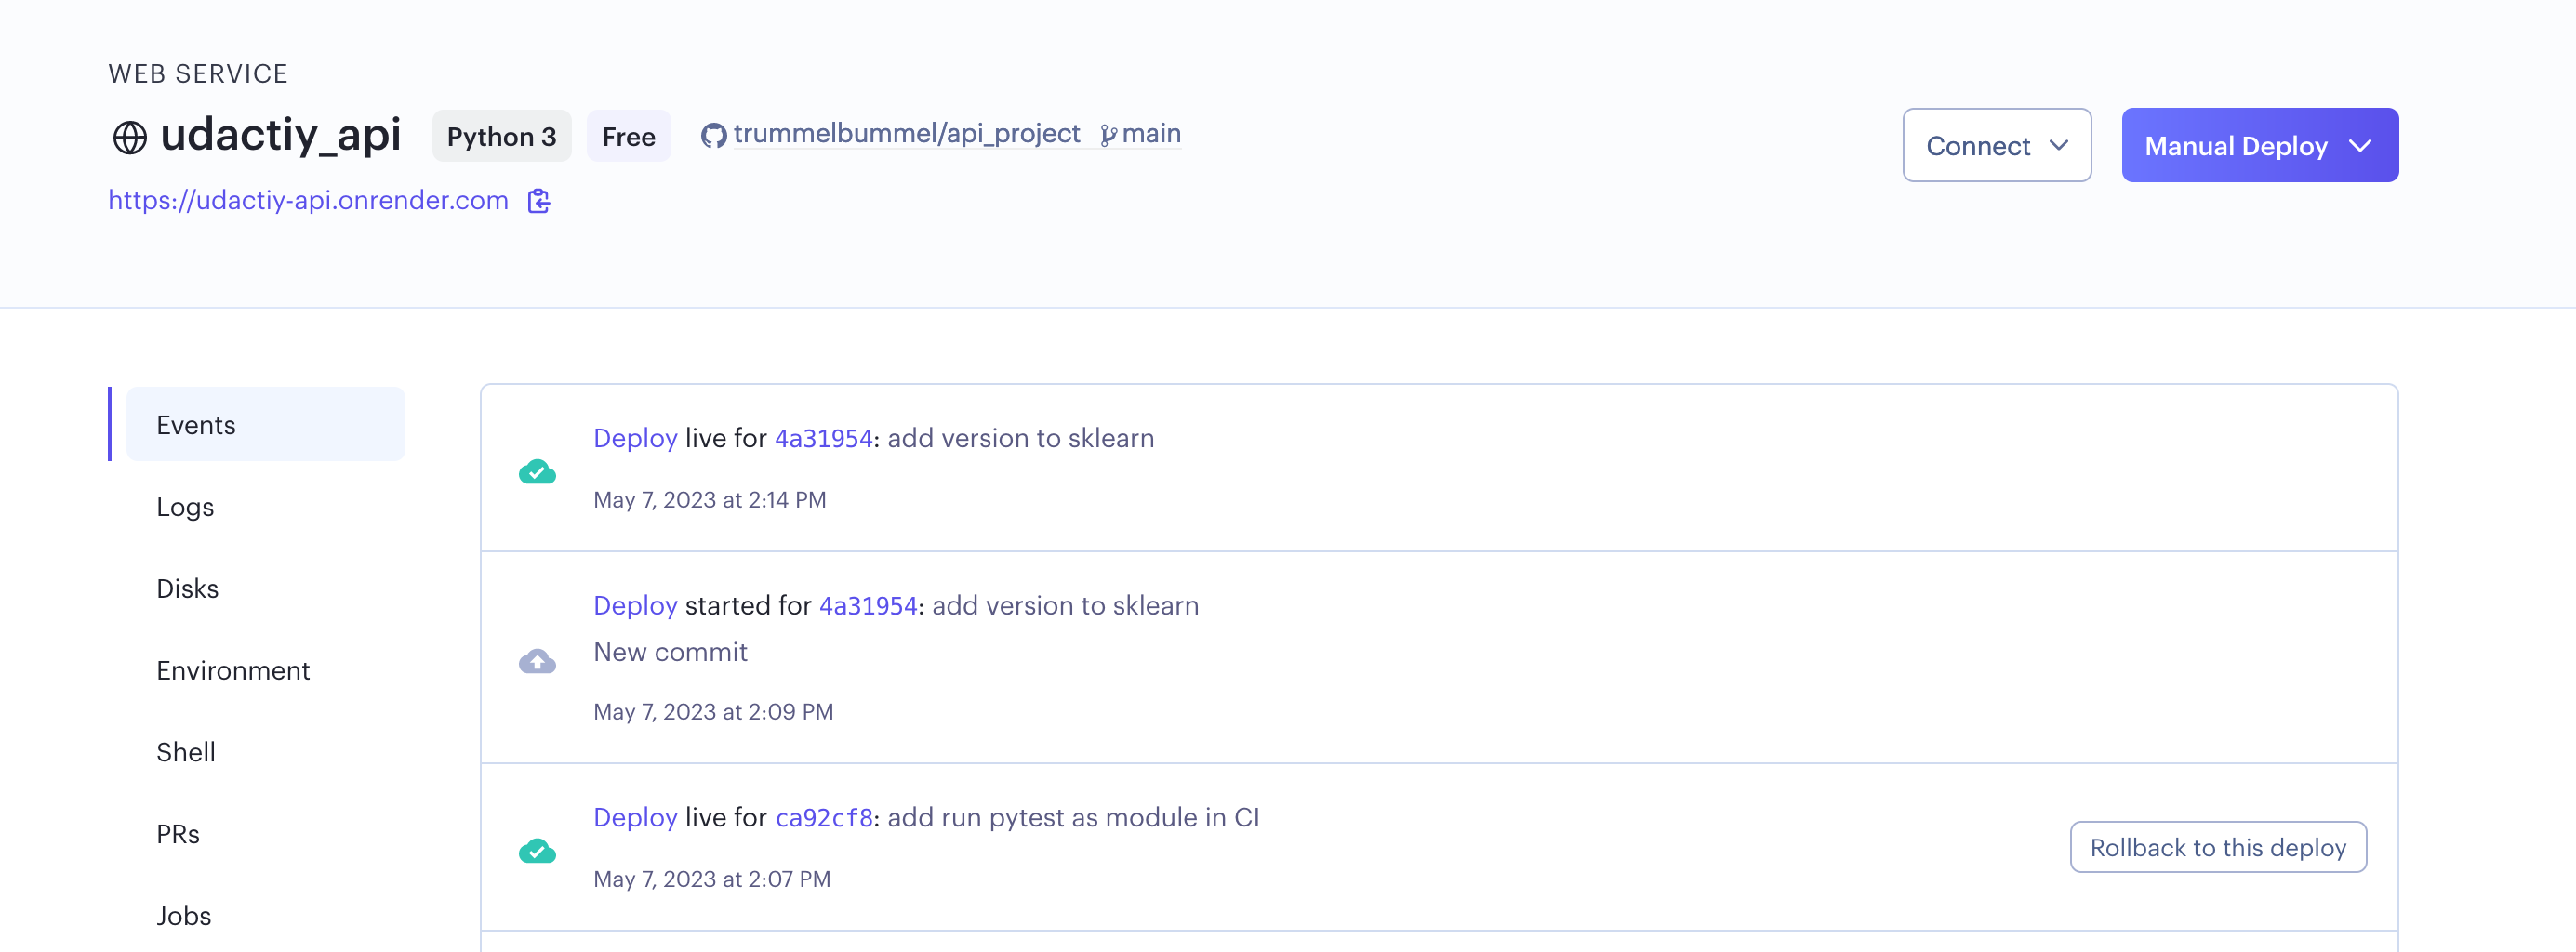 WEB SERVICE
udactiy_api Python 3 Free trummelbummel/api_project main
Connect Manual Deploy
https://udactiy-api.onrender.com
Events
Logs
Disks
Environment
Shell
PRs
Jobs
Deploy live for 4a31954: add version to sklearn
May 7, 2023 at 2:14 PM
Deploy started for 4a31954: add version to sklearn
New commit
May 7, 2023 at 2:09 PM
Deploy live for ca92cf8: add run pytest as module in CI
May 7, 2023 at 2:07 PM
Rollback to this deploy